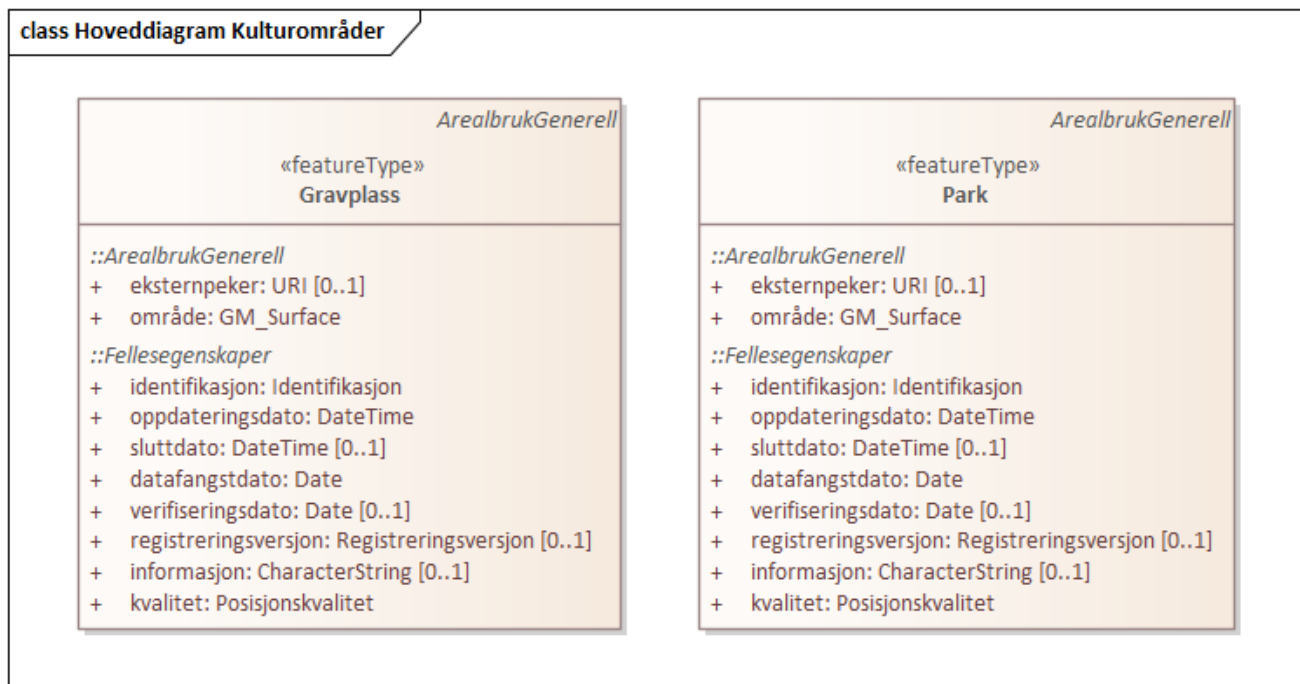 class Hoveddiagram Kulturområder
ArealbrukGenerell
«featureType»
Gravplass
::ArealbrukGenerell
+ eksternpeker: URI [0..1]
+ område: GM_Surface
::Fellesegenskaper
+ identifikasjon: Identifikasjon
+ oppdateringsdato: DateTime
+ sluttdato: DateTime [0..1]
+ datafangstdato: Date
+ verifiseringsdato: Date [0..1]
+ registreringsversjon: Registreringsversjon [0..1]
+ informasjon: CharacterString [0..1]
+ kvalitet: Posisjonskvalitet
ArealbrukGenerell
«featureType»
Park
::ArealbrukGenerell
+ eksternpeker: URI [0..1]
+ område: GM_Surface
::Fellesegenskaper
+ identifikasjon: Identifikasjon
+ oppdateringsdato: DateTime
+ sluttdato: DateTime [0..1]
+ datafangstdato: Date
+ verifiseringsdato: Date [0..1]
+ registreringsversjon: Registreringsversjon [0..1]
+ informasjon: CharacterString [0..1]
+ kvalitet: Posisjonskvalitet